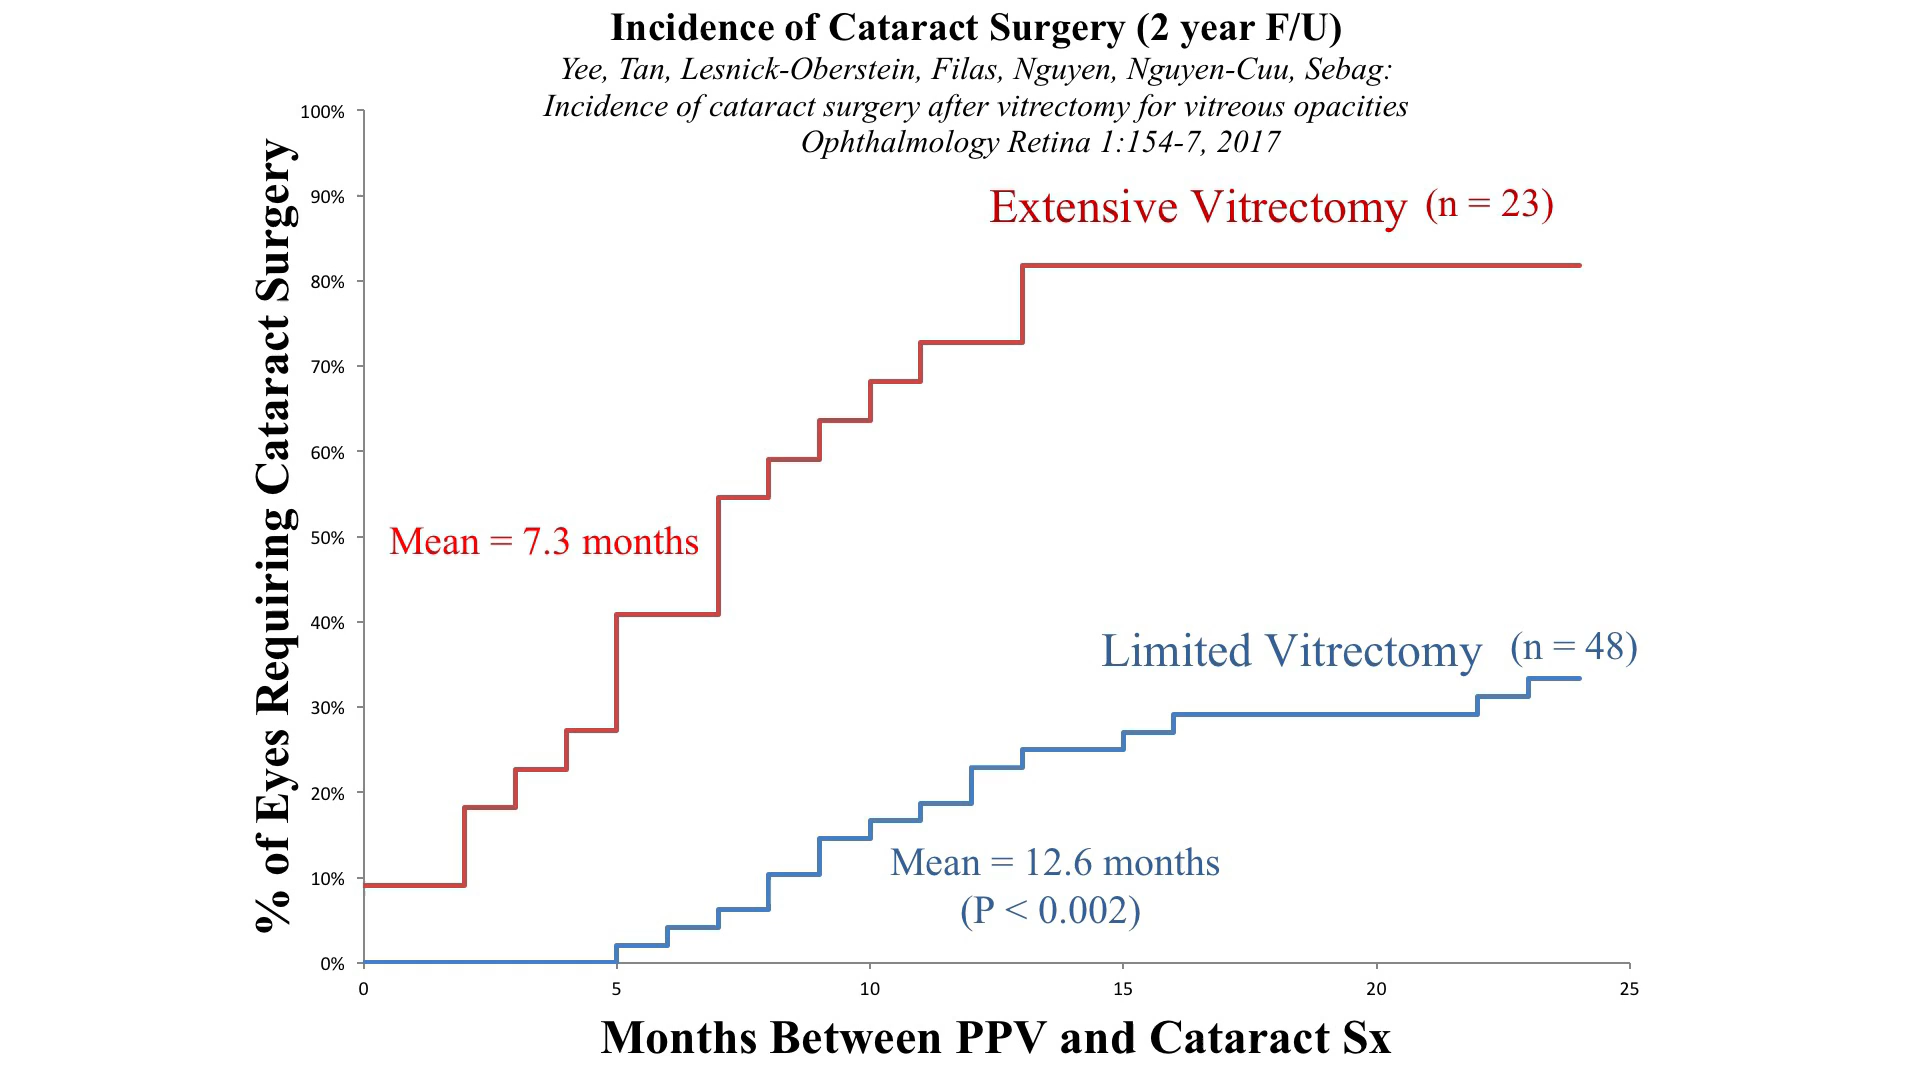 Incidence of Cataract Surgery (2 year F/U)
Yee, Tan, Lesnick-Oberstein, Filas, Nguyen, Nguyen-Cuu, Sebag:
Incidence of cataract surgery after vitrectomy for vitreous opacities
Ophthalmology Retina 1:154-7, 2017
% of Eyes Requiring Cataract Surgery
100%
90%
80%
70%
60%
50%
40%
30%
20%
10%
0%
Extensive Vitrectomy (n = 23)
Mean = 7.3 months
Limited Vitrectomy (n = 48)
Mean = 12.6 months
(P < 0.002)
0 5 10 15 20 25
Months Between PPV and Cataract Sx